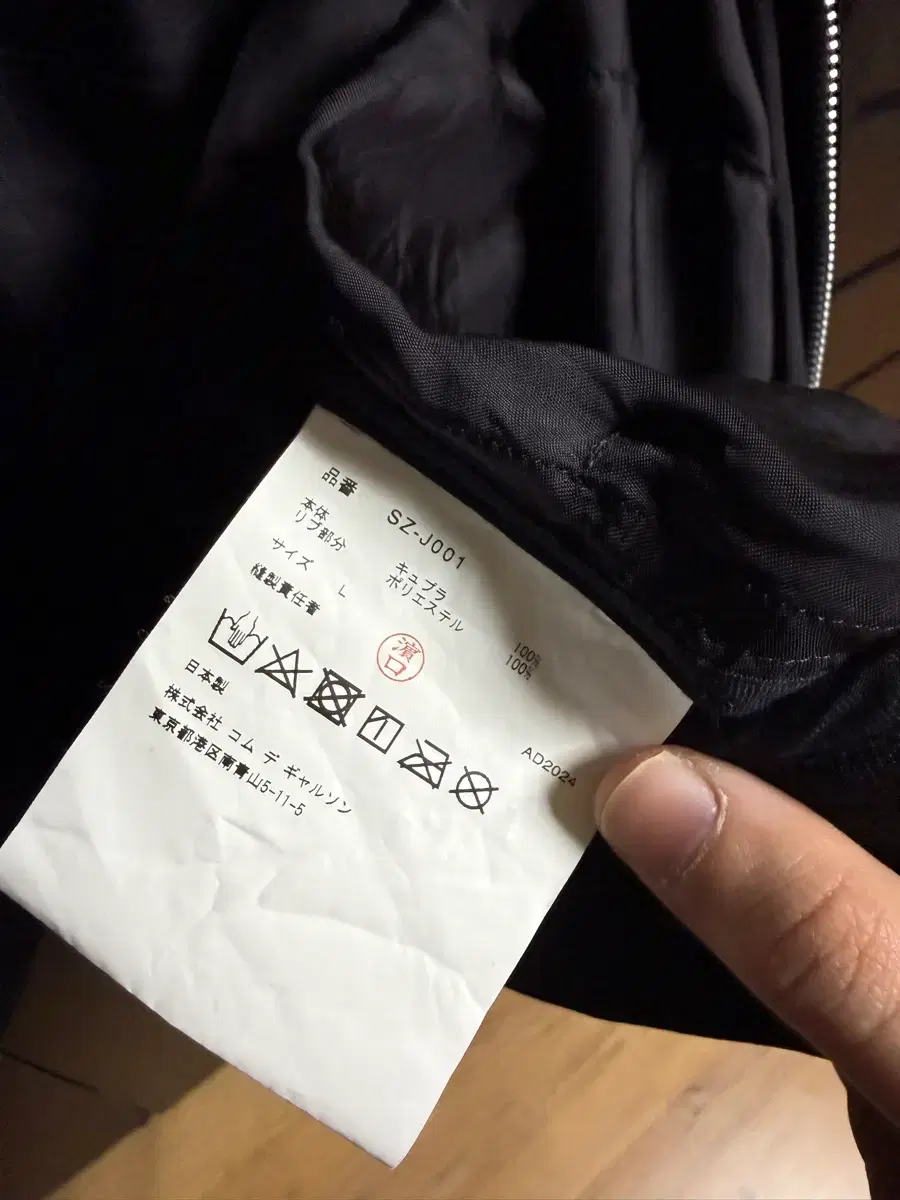 品番 SZ-J001
本体 キュプラ 100%
リブ部分 ポリエステル 100%
サイズ L
縫製責任者 濵口
日本製
株式会社 コム デ ギャルソン
東京都港区南青山5-11-5
AD2024